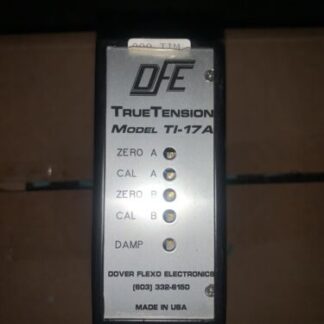 DFE
TRUETENSION
MODEL TI-17A
ZERO A
CAL A
ZERO B
CAL B
DAMP
DOVER FLEXO ELECTRONICS
(603) 332-6150
MADE IN USA